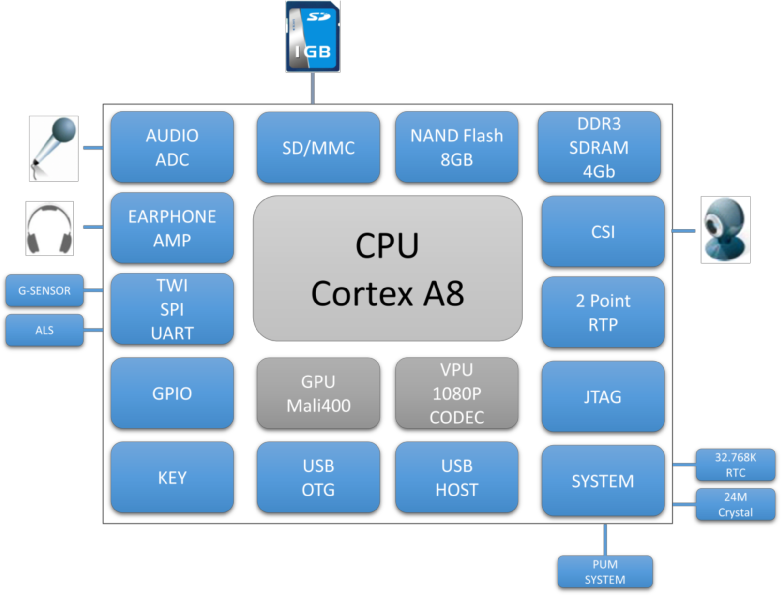 SD
1GB
AUDIO
ADC
SD/MMC
NAND Flash
8GB
DDR3
SDRAM
4Gb
EARPHONE
AMP
CPU
Cortex A8
CSI
G-SENSOR
ALS
TWI
SPI
UART
2 Point
RTP
GPIO
GPU
Mali400
VPU
1080P
CODEC
JTAG
KEY
USB
OTG
USB
HOST
SYSTEM
32.768K
RTC
24M
Crystal
PUM
SYSTEM